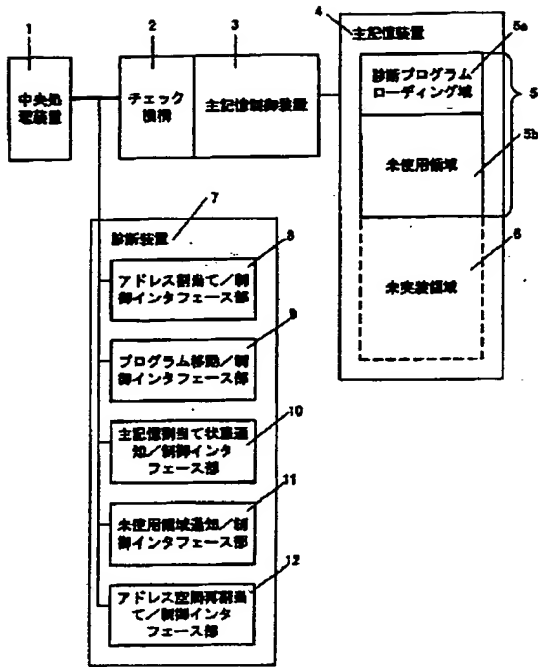 1
2
3
4
中央処
理装置
チェック
機構
主記憶制御装置
主記憶装置
5a
診断プログラム
ローディング域
5
5b
未使用領域
6
未実装領域
7
診断装置
8
アドレス割当て/制
御インタフェース部
9
プログラム移動/制
御インタフェース部
10
主記憶割当て状態通
知/制御インタ
フェース部
11
未使用領域通知/制
御インタフェース部
12
アドレス空間再割当
て/制御インタ
フェース部